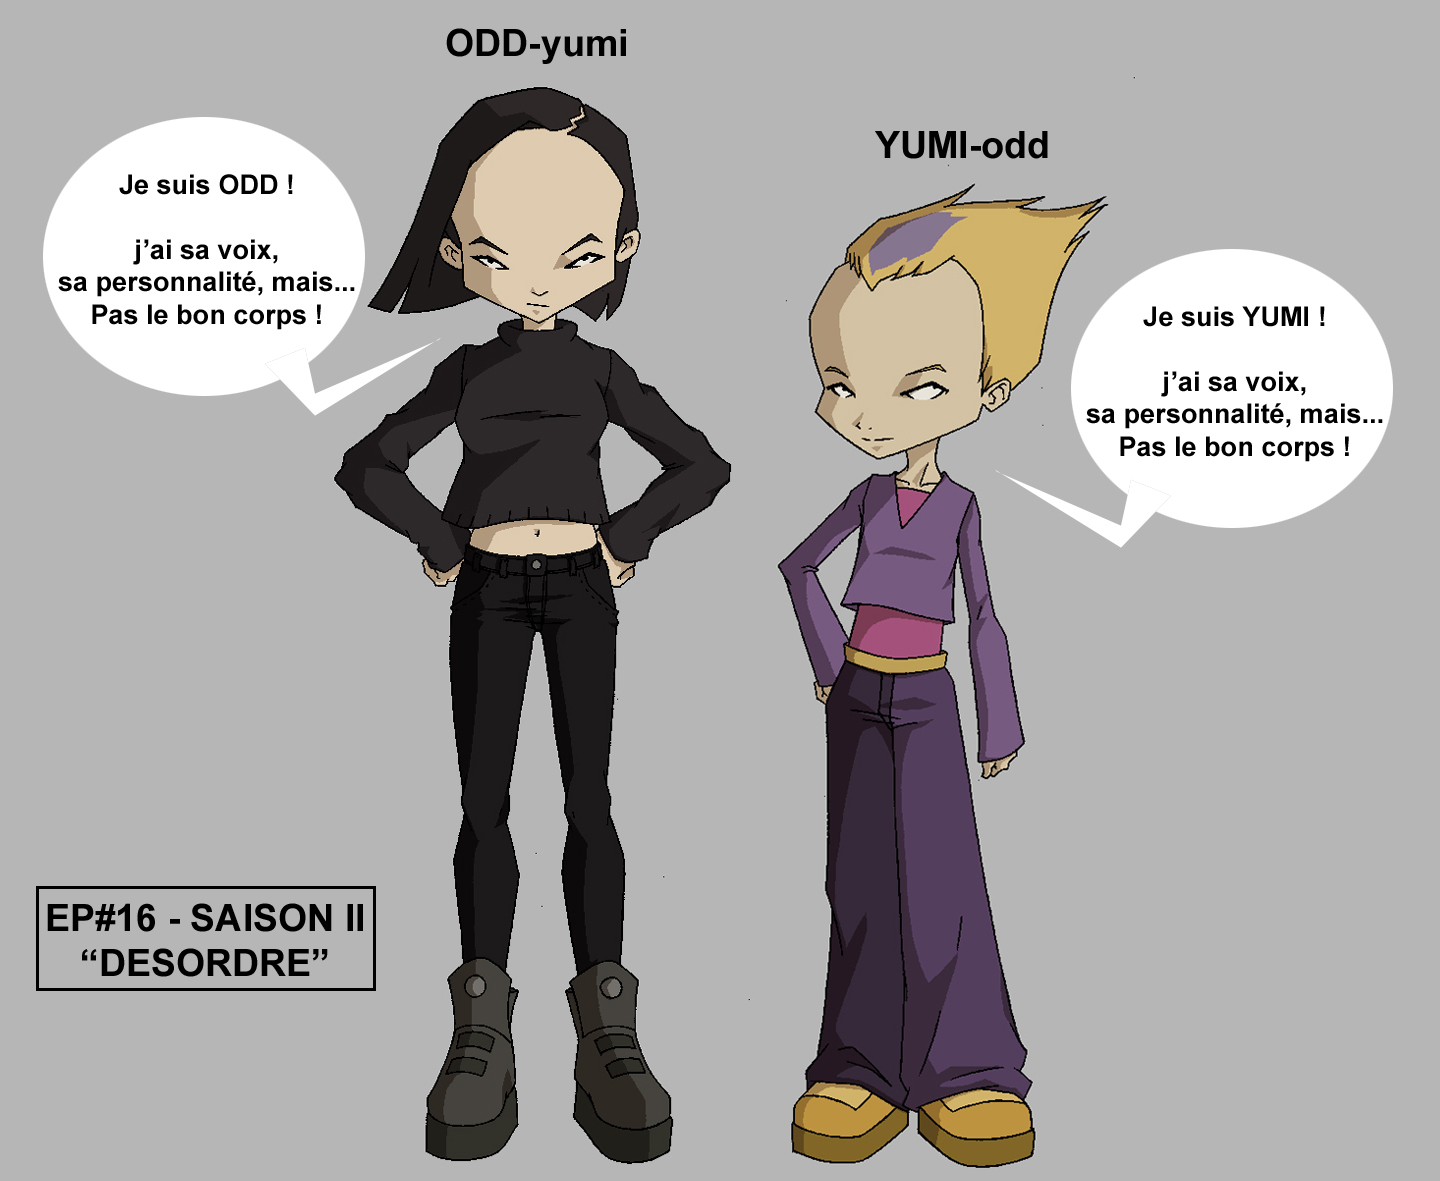 ODD-yumi
Je suis ODD !
j’ai sa voix,
sa personnalité, mais...
Pas le bon corps !
YUMI-odd
Je suis YUMI !
j’ai sa voix,
sa personnalité, mais...
Pas le bon corps !
EP#16 - SAISON II
“DESORDRE”